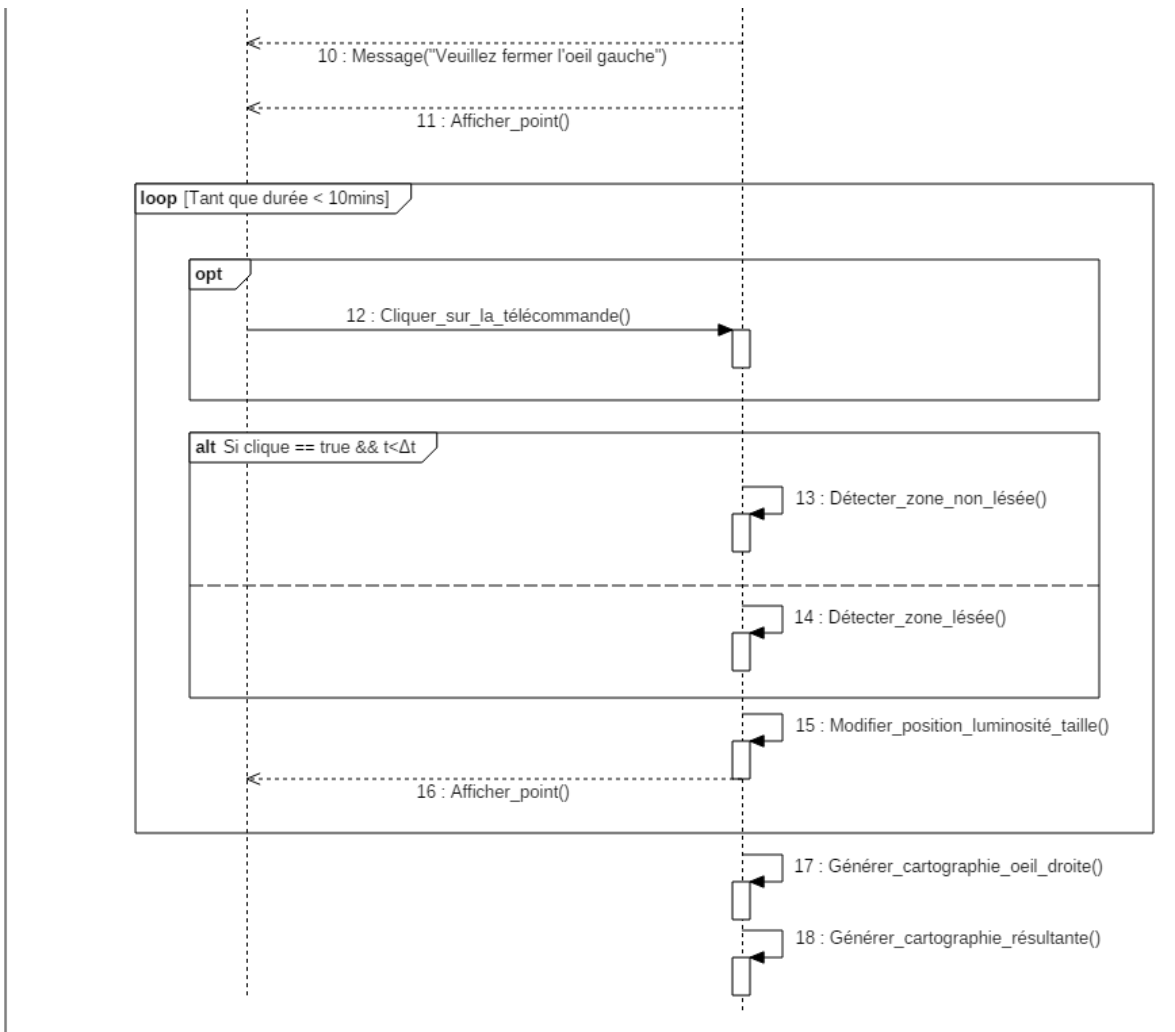 10 : Message("Veuillez fermer l'oeil gauche")
11 : Afficher_point()
loop [Tant que durée < 10mins]
opt
12 : Cliquer_sur_la_télécommande()
alt Si clique == true && t<Δt
13 : Détecter_zone_non_lésée()
14 : Détecter_zone_lésée()
15 : Modifier_position_luminosité_taille()
16 : Afficher_point()
17 : Générer_cartographie_oeil_droite()
18 : Générer_cartographie_résultante()